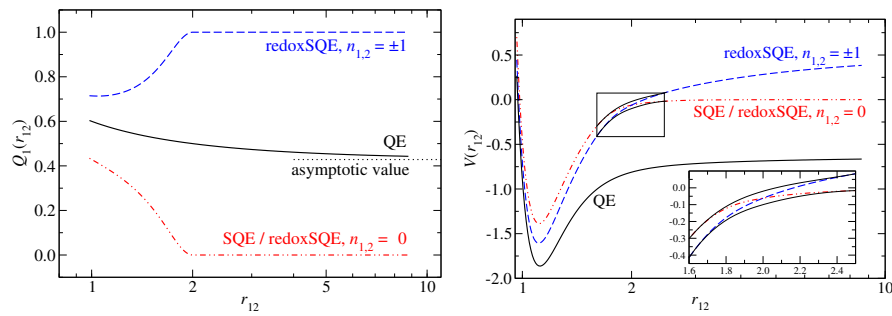 1.0
0.8
0.6
0.4
0.2
0.0
Q1(r12)
redoxSQE, n1,2 = ±1
QE
asymptotic value
SQE / redoxSQE, n1,2 = 0
1
2
5
10
r12
1.0
0.5
0.0
-0.5
-1.0
-1.5
-2.0
V(r12)
redoxSQE, n1,2 = ±1
SQE / redoxSQE, n1,2 = 0
QE
0.0
-0.1
-0.2
-0.3
-0.4
1.6
1.8
2.0
2.2
2.4
1
2
10
r12